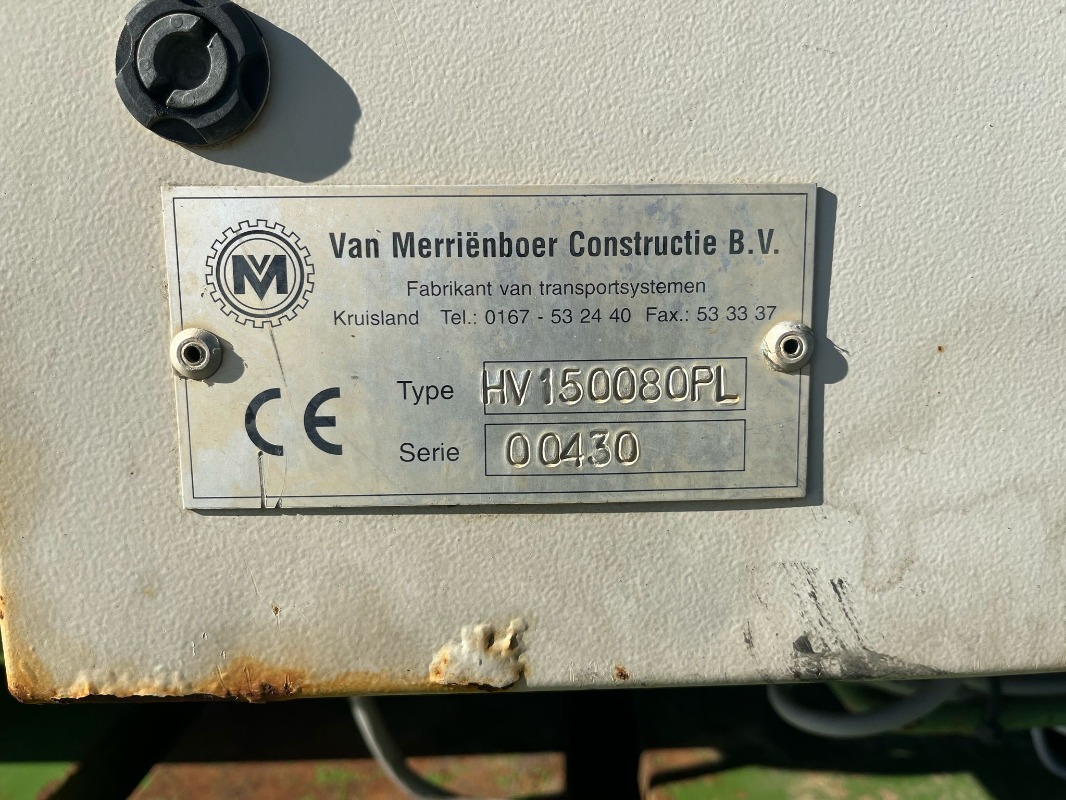 VM
Van Merriënboer Constructie B.V.
Fabrikant van transportsystemen
Kruisland Tel.: 0167 - 53 24 40 Fax.: 53 33 37
CE
Type HV150080PL
Serie 00430